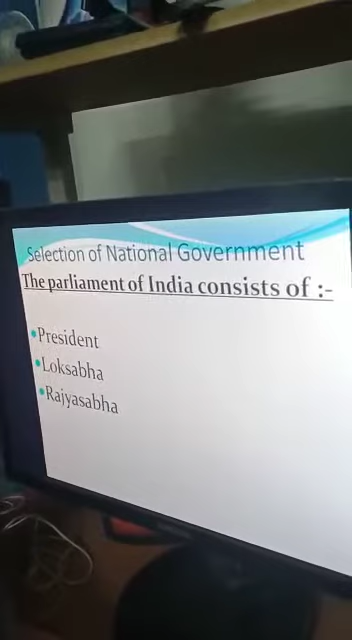 Selection of National Government
The parliament of India consists of :-
•President
•Loksabha
•Rajyasabha